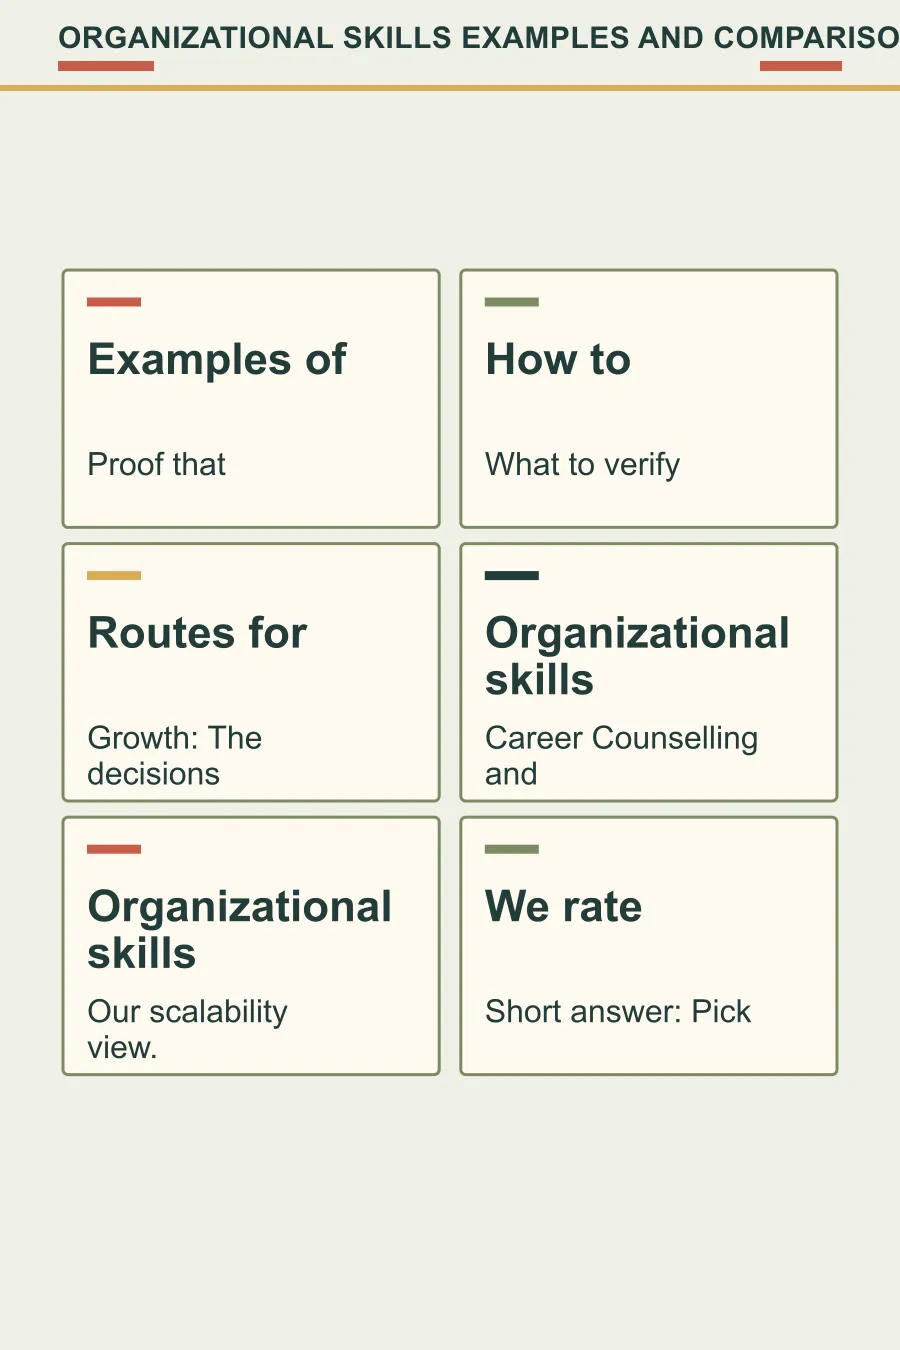 ORGANIZATIONAL SKILLS EXAMPLES AND COMPARISO
Examples of
Proof that
How to
What to verify
Routes for
Growth: The
decisions
Organizational
skills
Career Counselling
and
Organizational
skills
Our scalability
view.
We rate
Short answer: Pick